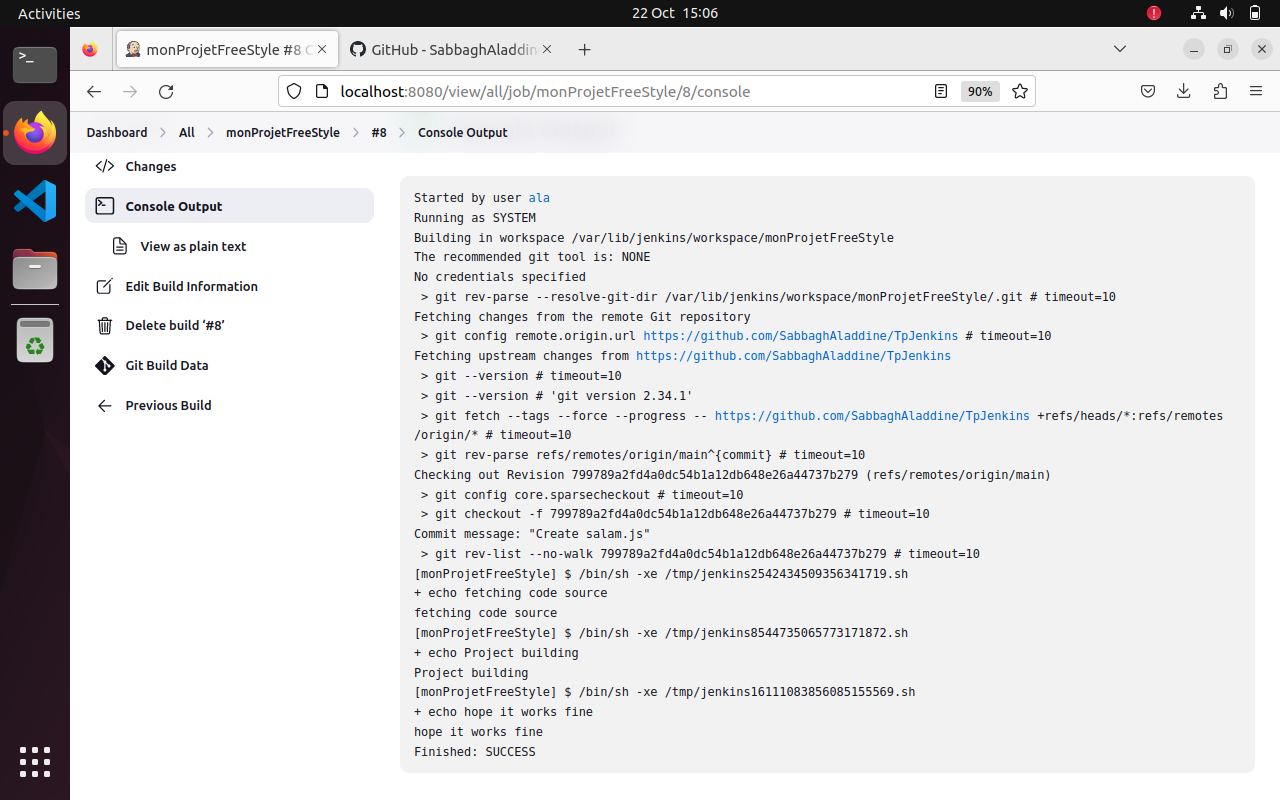 Activities
22 Oct 15:06
monProjetFreeStyle #8 C
GitHub - SabbaghAladdin
localhost:8080/view/all/job/monProjetFreeStyle/8/console
90%
Dashboard
All
monProjetFreeStyle
#8
Console Output
Changes
Console Output
View as plain text
Edit Build Information
Delete build ‘#8’
Git Build Data
Previous Build
Started by user ala
Running as SYSTEM
Building in workspace /var/lib/jenkins/workspace/monProjetFreeStyle
The recommended git tool is: NONE
No credentials specified
 > git rev-parse --resolve-git-dir /var/lib/jenkins/workspace/monProjetFreeStyle/.git # timeout=10
Fetching changes from the remote Git repository
 > git config remote.origin.url https://github.com/SabbaghAladdine/TpJenkins # timeout=10
Fetching upstream changes from https://github.com/SabbaghAladdine/TpJenkins
 > git --version # timeout=10
 > git --version # 'git version 2.34.1'
 > git fetch --tags --force --progress -- https://github.com/SabbaghAladdine/TpJenkins +refs/heads/*:refs/remotes
/origin/* # timeout=10
 > git rev-parse refs/remotes/origin/main^{commit} # timeout=10
Checking out Revision 799789a2fd4a0dc54b1a12db648e26a44737b279 (refs/remotes/origin/main)
 > git config core.sparsecheckout # timeout=10
 > git checkout -f 799789a2fd4a0dc54b1a12db648e26a44737b279 # timeout=10
Commit message: "Create salam.js"
 > git rev-list --no-walk 799789a2fd4a0dc54b1a12db648e26a44737b279 # timeout=10
[monProjetFreeStyle] $ /bin/sh -xe /tmp/jenkins2542434509356341719.sh
+ echo fetching code source
fetching code source
[monProjetFreeStyle] $ /bin/sh -xe /tmp/jenkins8544735065773171872.sh
+ echo Project building
Project building
[monProjetFreeStyle] $ /bin/sh -xe /tmp/jenkins16111083856085155569.sh
+ echo hope it works fine
hope it works fine
Finished: SUCCESS